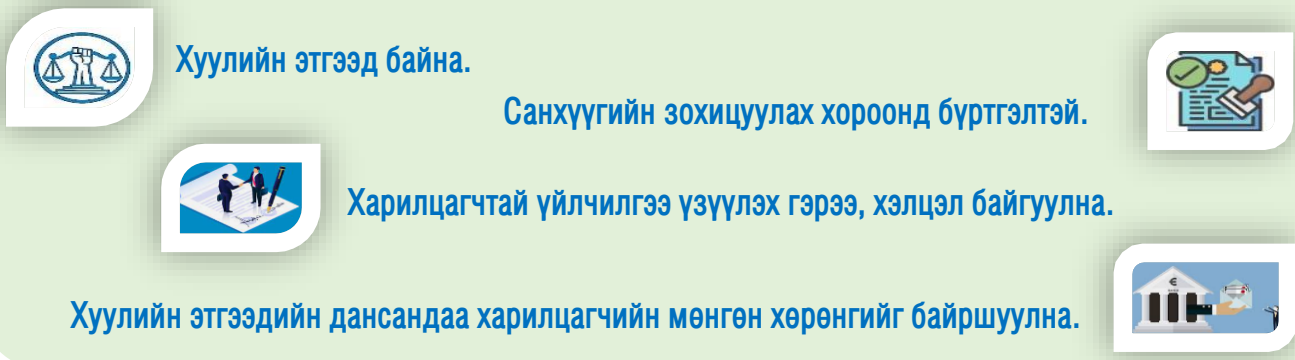 Хуулийн этгээд байна.
Санхүүгийн зохицуулах хороонд бүртгэлтэй.
Харилцагчтай үйлчилгээ үзүүлэх гэрээ, хэлцэл байгуулна.
Хуулийн этгээдийн дансандаа харилцагчийн мөнгөн хөрөнгийг байршуулна.